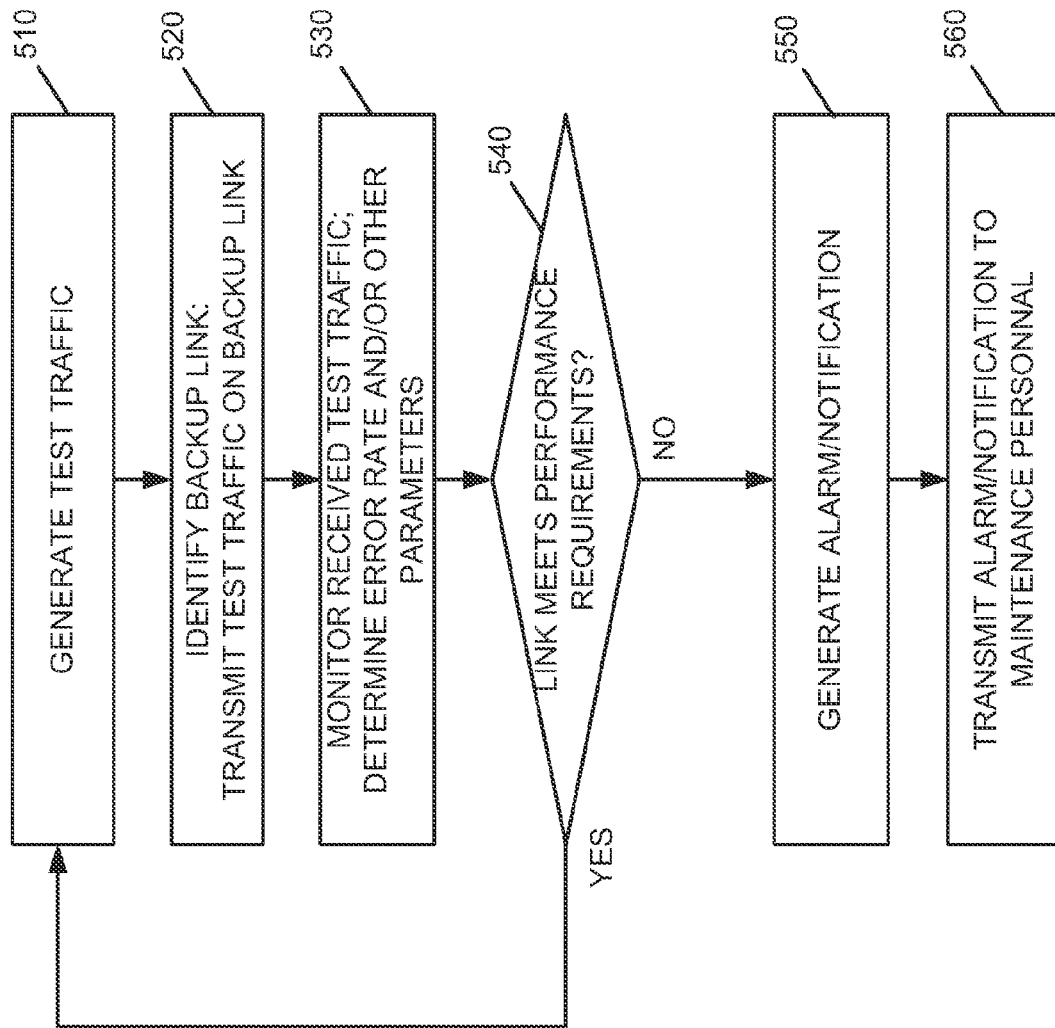 510
GENERATE TEST TRAFFIC
520
IDENTIFY BACKUP LINK:
TRANSMIT TEST TRAFFIC ON BACKUP LINK
530
MONITOR RECEIVED TEST TRAFFIC;
DETERMINE ERROR RATE AND/OR OTHER
PARAMETERS
540
LINK MEETS PERFORMANCE
REQUIREMENTS?
YES
NO
550
GENERATE ALARM/NOTIFICATION
560
TRANSMIT ALARM/NOTIFICATION TO
MAINTENANCE PERSONNAL